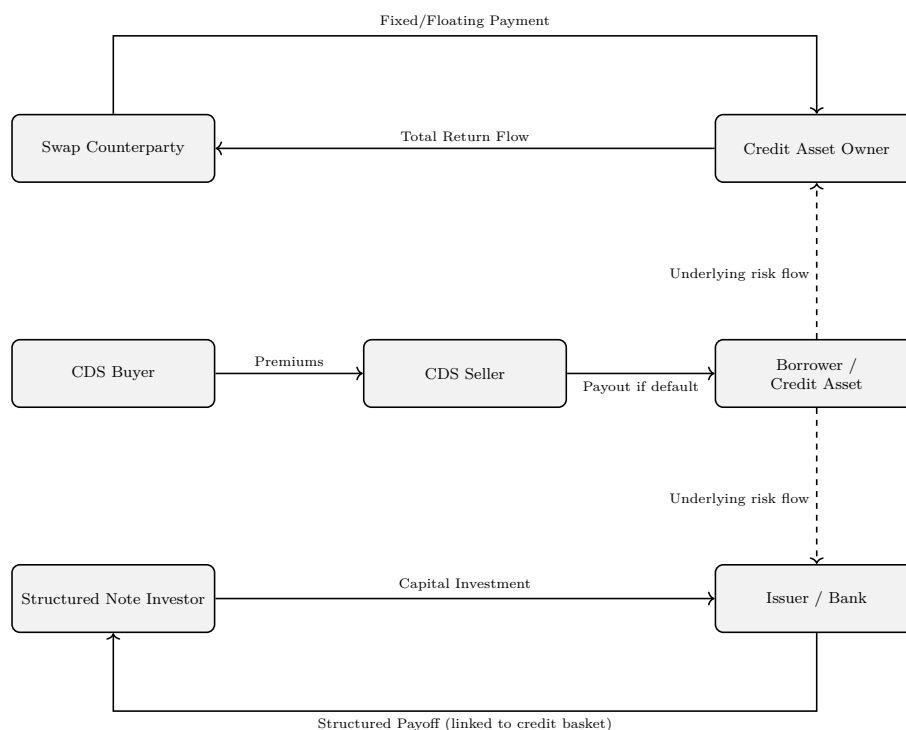 Fixed/Floating Payment
Swap Counterparty
Total Return Flow
Credit Asset Owner
Underlying risk flow
CDS Buyer
Premiums
CDS Seller
Payout if default
Borrower /
Credit Asset
Underlying risk flow
Structured Note Investor
Capital Investment
Issuer / Bank
Structured Payoff (linked to credit basket)